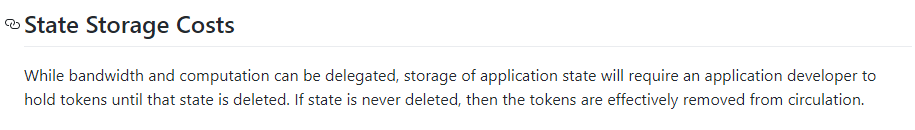 State Storage Costs
While bandwidth and computation can be delegated, storage of application state will require an application developer to
hold tokens until that state is deleted. If state is never deleted, then the tokens are effectively removed from circulation.